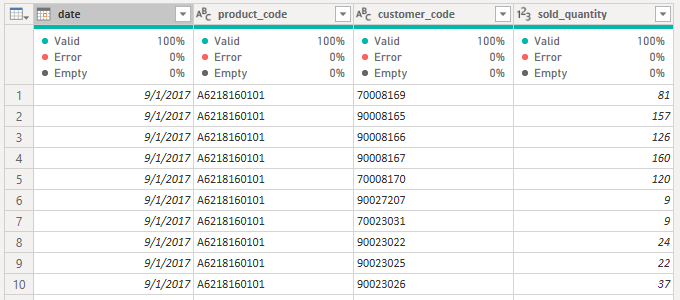 date ABC product_code ABC customer_code 123 sold_quantity
Valid 100% Valid 100% Valid 100% Valid 100%
Error 0% Error 0% Error 0% Error 0%
Empty 0% Empty 0% Empty 0% Empty 0%
1 9/1/2017 A6218160101 70008169 81
2 9/1/2017 A6218160101 90008165 157
3 9/1/2017 A6218160101 90008166 126
4 9/1/2017 A6218160101 90008167 160
5 9/1/2017 A6218160101 70008170 120
6 9/1/2017 A6218160101 90027207 9
7 9/1/2017 A6218160101 70023031 9
8 9/1/2017 A6218160101 90023022 24
9 9/1/2017 A6218160101 90023025 22
10 9/1/2017 A6218160101 90023026 37